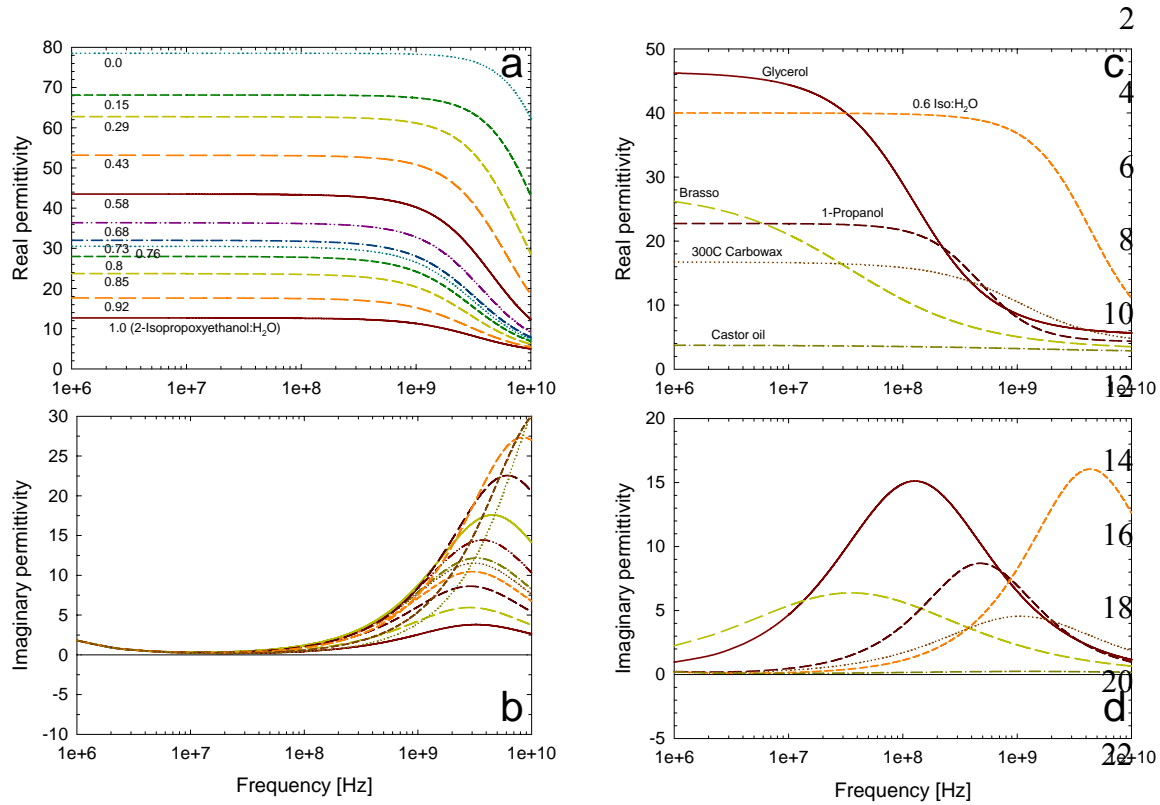 80
70
60
50
40
30
20
10
0
Real permittivity
a
0.0
0.15
0.29
0.43
0.58
0.68
0.73
0.76
0.8
0.85
0.92
1.0 (2-Isopropoxyethanol:H2O)
1e+6 1e+7 1e+8 1e+9 1e+10
30
25
20
15
10
5
0
-5
-10
Imaginary permittivity
b
1e+6 1e+7 1e+8 1e+9 1e+10
Frequency [Hz]
50
40
30
20
10
0
Real permittivity
c
Glycerol
0.6 Iso:H2O
Brasso
1-Propanol
300C Carbowax
Castor oil
1e+6 1e+7 1e+8 1e+9 1e+10
20
15
10
5
0
-5
Imaginary permittivity
d
1e+6 1e+7 1e+8 1e+9 1e+10
Frequency [Hz]
2
4
6
8
10
12
14
16
18
20
22